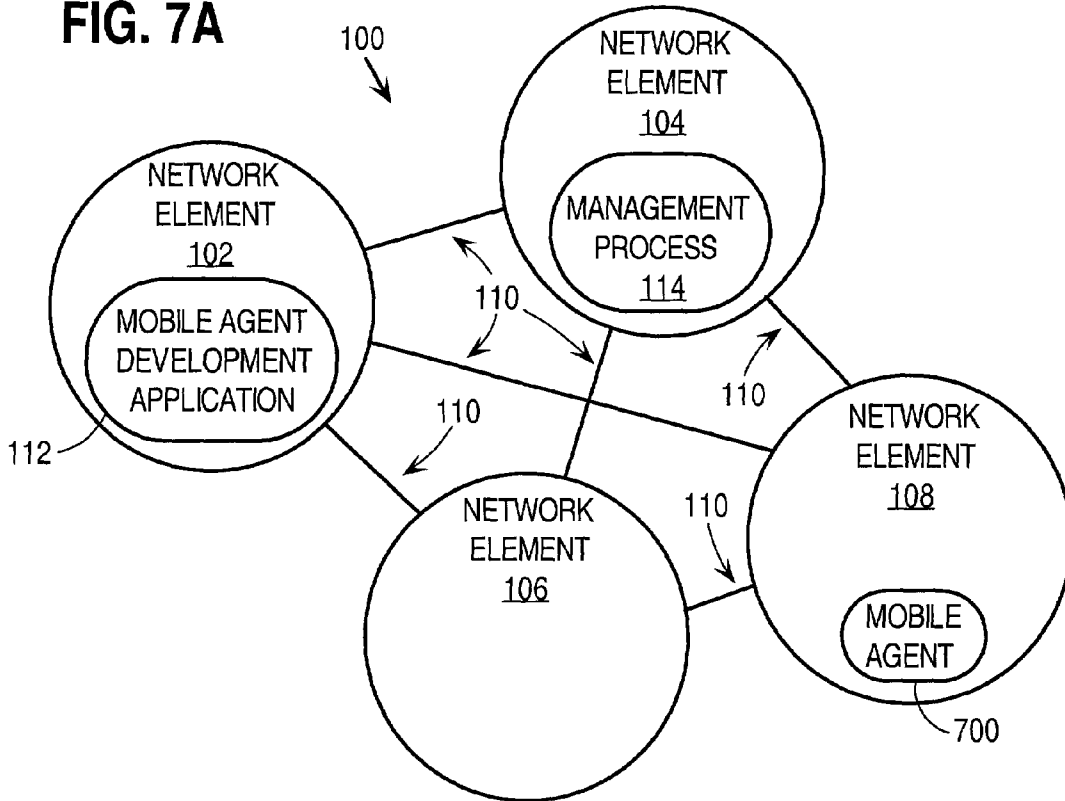 FIG. 7A
100
NETWORK
ELEMENT
104
MANAGEMENT
PROCESS
114
NETWORK
ELEMENT
102
MOBILE AGENT
DEVELOPMENT
APPLICATION
112
110
110
110
NETWORK
ELEMENT
106
110
NETWORK
ELEMENT
108
MOBILE
AGENT
700